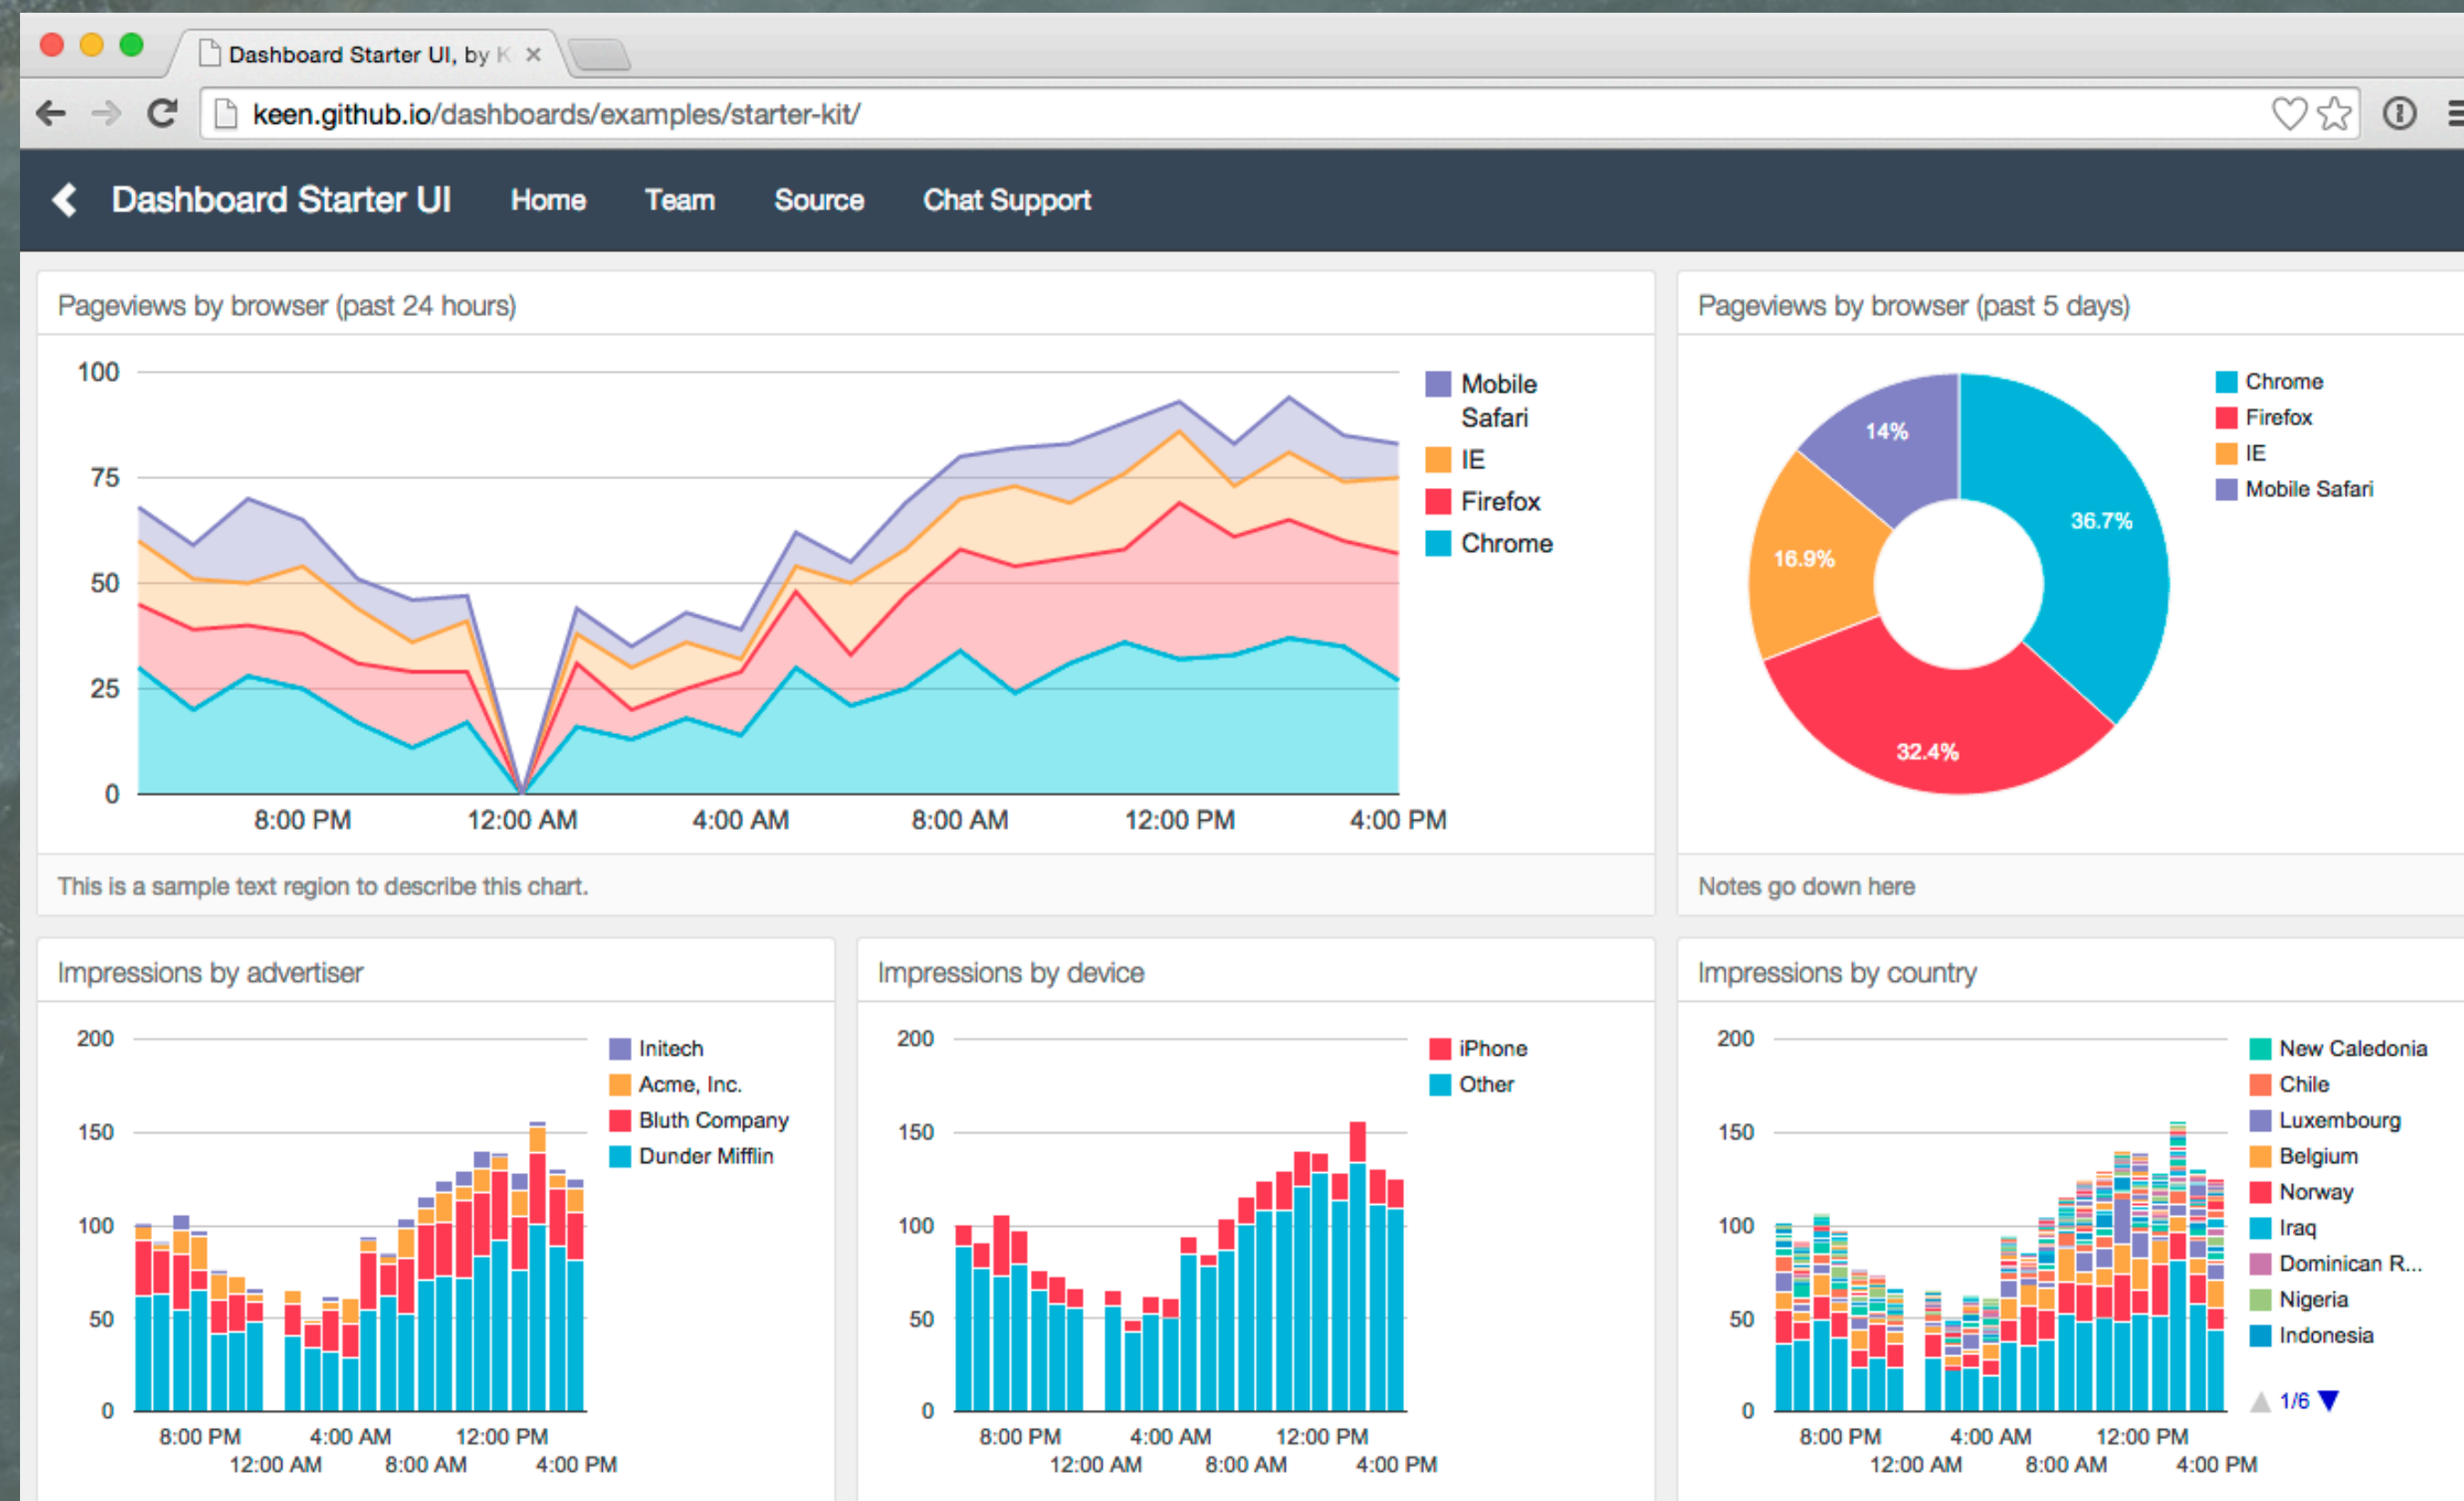 Dashboard Starter UI, by K
keen.github.io/dashboards/examples/starter-kit/
Dashboard Starter UI Home Team Source Chat Support
Pageviews by browser (past 24 hours)
100
75
50
25
0
8:00 PM 12:00 AM 4:00 AM 8:00 AM 12:00 PM 4:00 PM
Mobile
Safari
IE
Firefox
Chrome
This is a sample text region to describe this chart.
Pageviews by browser (past 5 days)
14%
36.7%
16.9%
32.4%
Chrome
Firefox
IE
Mobile Safari
Notes go down here
Impressions by advertiser
200
150
100
50
0
8:00 PM 4:00 AM 12:00 PM
12:00 AM 8:00 AM 4:00 PM
Initech
Acme, Inc.
Bluth Company
Dunder Mifflin
Impressions by device
200
150
100
50
0
8:00 PM 4:00 AM 12:00 PM
12:00 AM 8:00 AM 4:00 PM
iPhone
Other
Impressions by country
200
150
100
50
0
8:00 PM 4:00 AM 12:00 PM
12:00 AM 8:00 AM 4:00 PM
New Caledonia
Chile
Luxembourg
Belgium
Norway
Iraq
Dominican R...
Nigeria
Indonesia
1/6